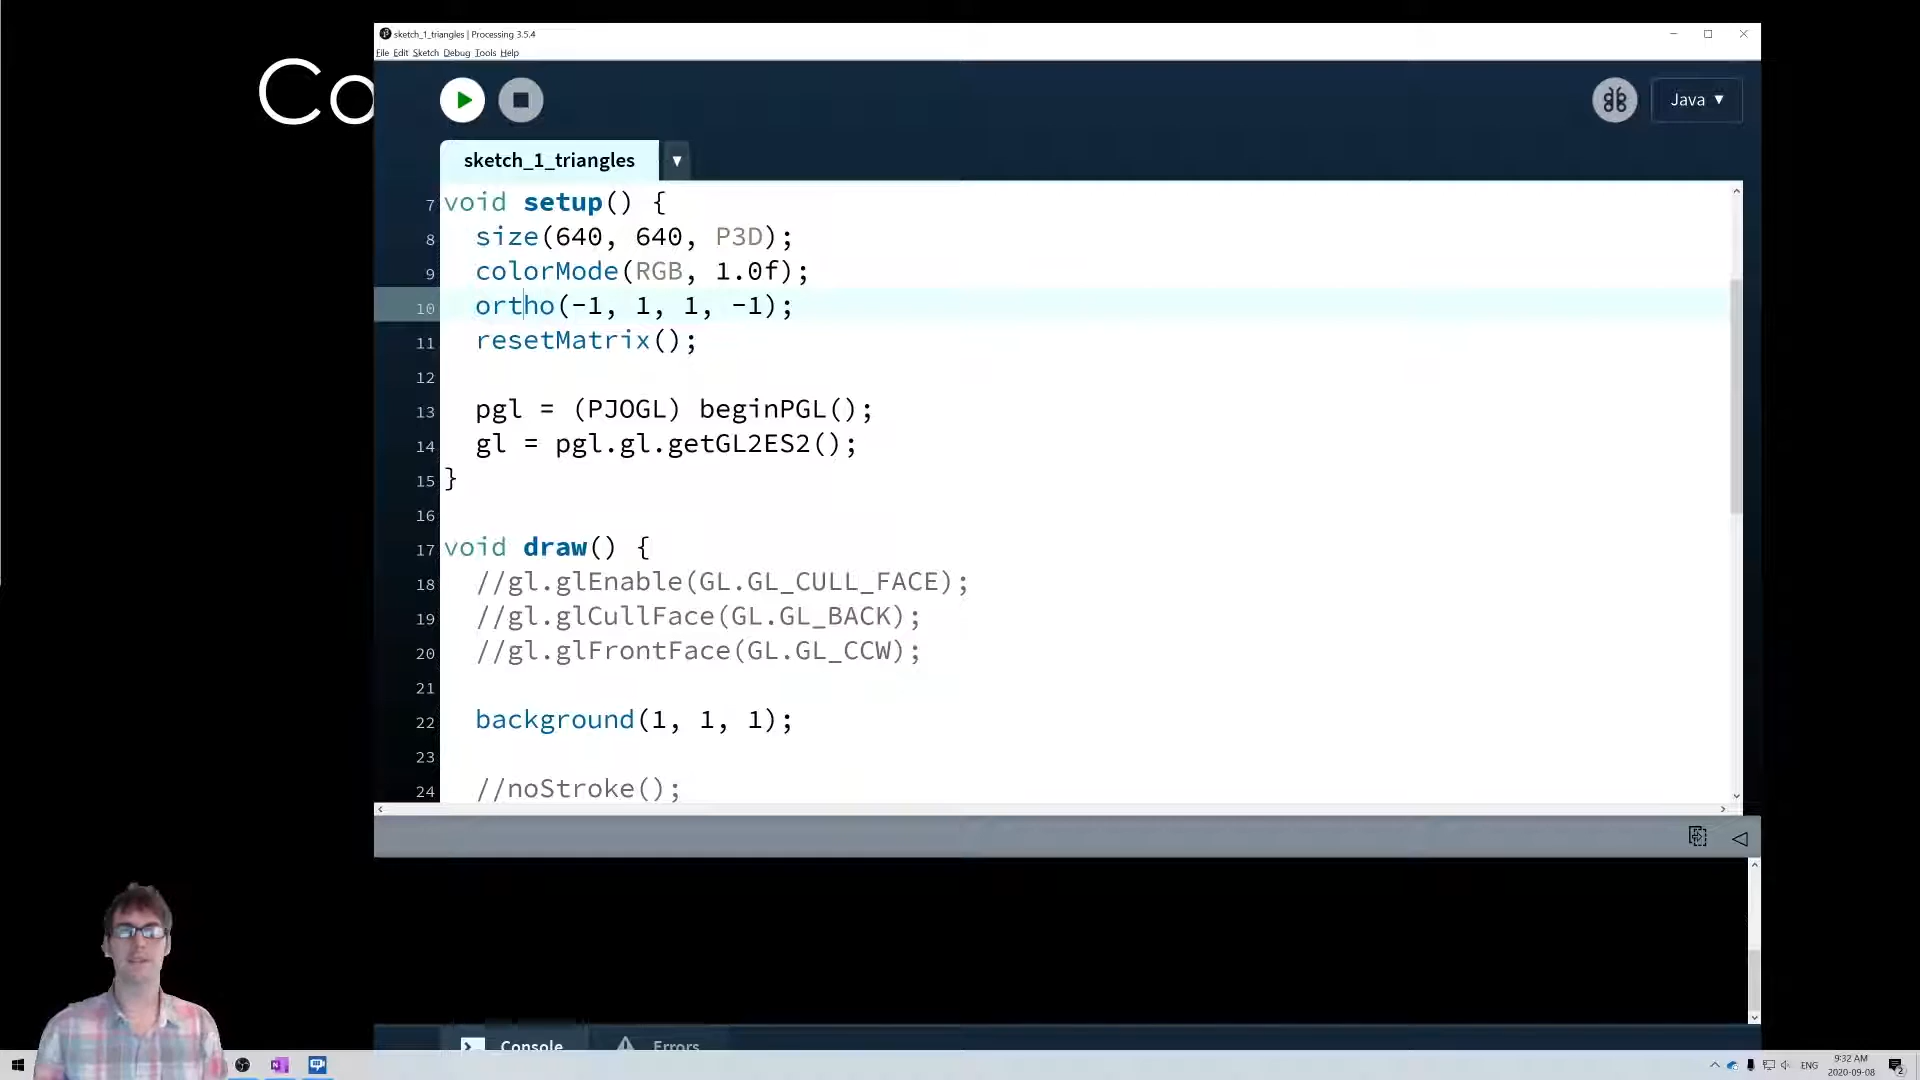 Co
sketch_1_triangles | Processing 3.5.4
File Edit Sketch Debug Tools Help
Java ▼
sketch_1_triangles ▼
7 void setup() {
8 size(640, 640, P3D);
9 colorMode(RGB, 1.0f);
10 ortho(-1, 1, 1, -1);
11 resetMatrix();
12
13 pgl = (PJOGL) beginPGL();
14 gl = pgl.gl.getGL2ES2();
15 }
16
17 void draw() {
18 //gl.glEnable(GL.GL_CULL_FACE);
19 //gl.glCullFace(GL.GL_BACK);
20 //gl.glFrontFace(GL.GL_CCW);
21
22 background(1, 1, 1);
23
24 //noStroke();
Console Errors
ENG
9:32 AM
2020-09-08
2